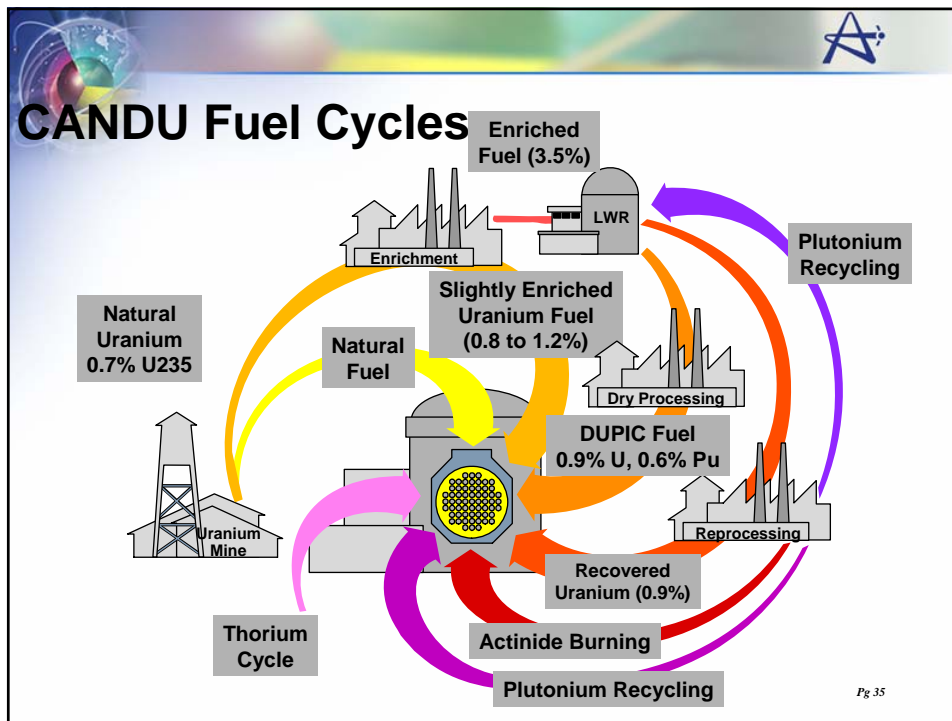 CANDU Fuel Cycles
Enriched
Fuel (3.5%)
LWR
Enrichment
Plutonium
Recycling
Slightly Enriched
Uranium Fuel
(0.8 to 1.2%)
Natural
Uranium
0.7% U235
Natural
Fuel
Dry Processing
DUPIC Fuel
0.9% U, 0.6% Pu
Uranium
Mine
Reprocessing
Recovered
Uranium (0.9%)
Thorium
Cycle
Actinide Burning
Plutonium Recycling
Pg 35